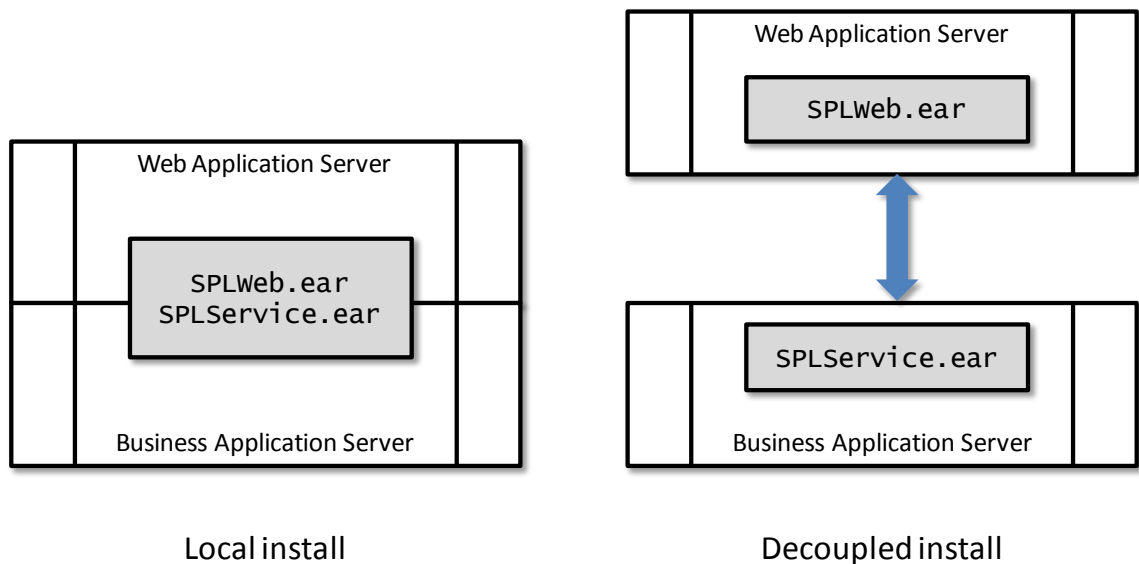 Web Application Server
SPLWeb.ear
SPLService.ear
Business Application Server
Local install
Web Application Server
SPLWeb.ear
SPLService.ear
Business Application Server
Decoupled install